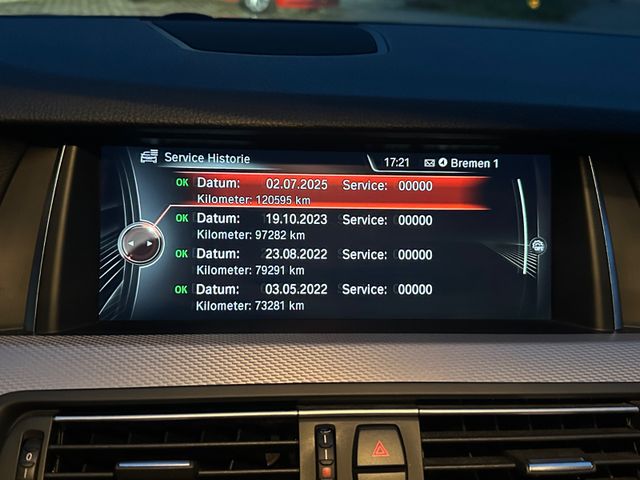 Service Historie 17:21 Bremen 1
OK Datum: 02.07.2025 Service: 00000
Kilometer: 120595 km
OK Datum: 19.10.2023 Service: 00000
Kilometer: 97282 km
OK Datum: 23.08.2022 Service: 00000
Kilometer: 79291 km
OK Datum: 03.05.2022 Service: 00000
Kilometer: 73281 km
0